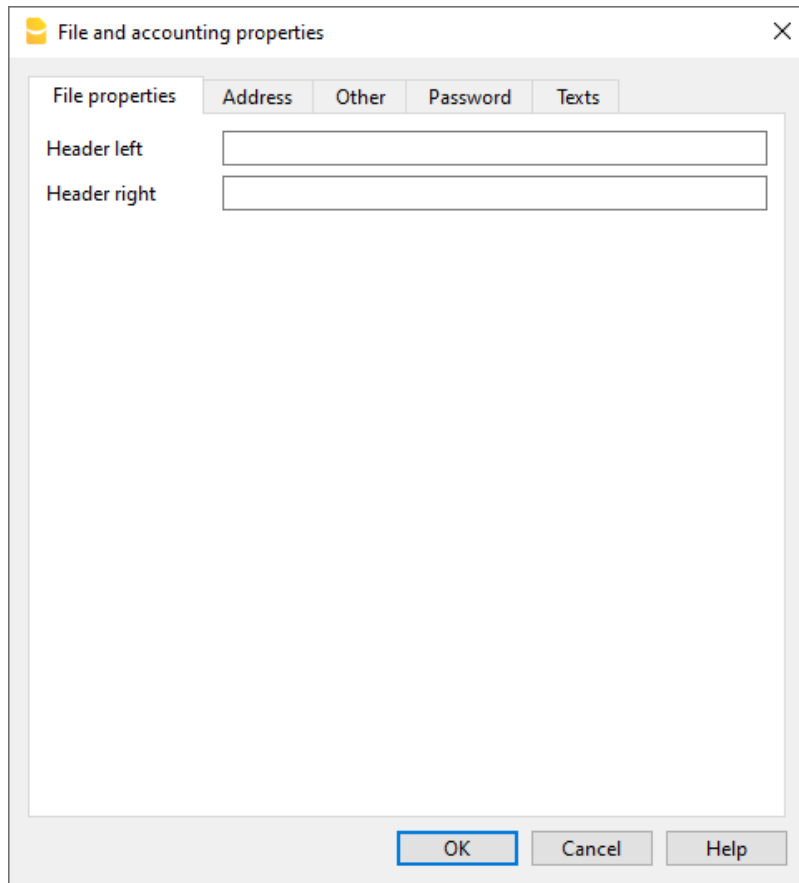 File and accounting properties
File properties Address Other Password Texts
Header left
Header right
OK Cancel Help